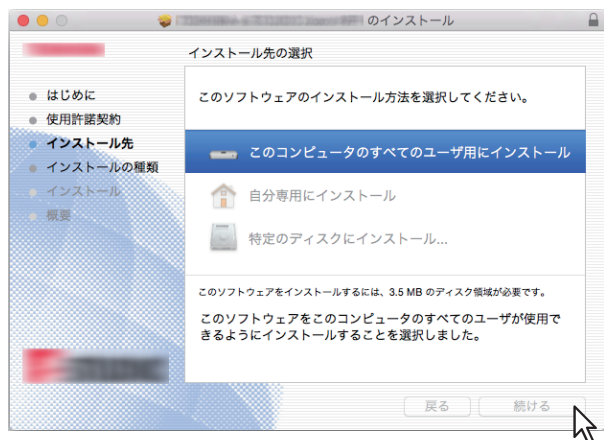 のインストール
インストール先の選択
はじめに
使用許諾契約
インストール先
インストールの種類
インストール
概要
このソフトウェアのインストール方法を選択してください。
このコンピュータのすべてのユーザ用にインストール
自分専用にインストール
特定のディスクにインストール...
このソフトウェアをインストールするには、3.5 MB のディスク領域が必要です。
このソフトウェアをこのコンピュータのすべてのユーザが使用で
きるようにインストールすることを選択しました。
戻る
続ける